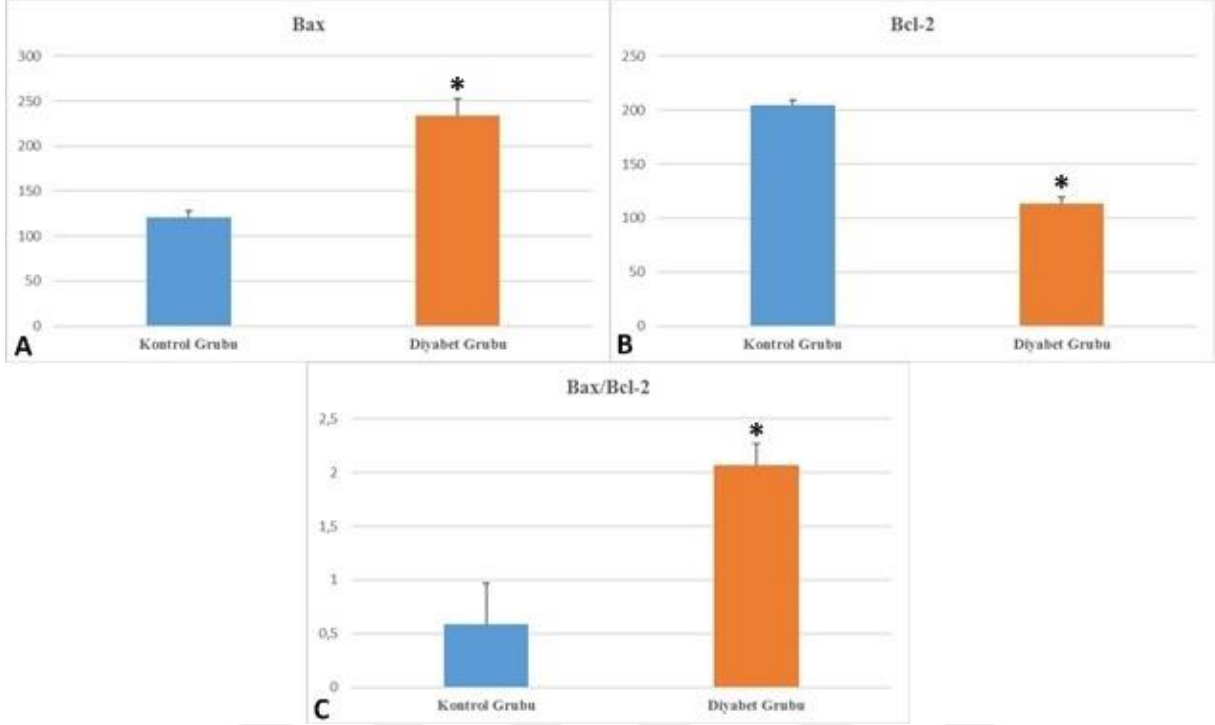 Bax
300
250
200
150
100
50
0
*
Kontrol Grubu
Diyabet Grubu
A
Bcl-2
250
200
150
100
50
0
*
Kontrol Grubu
Diyabet Grubu
B
Bax/Bcl-2
2,5
2
1,5
1
0,5
0
*
Kontrol Grubu
Diyabet Grubu
C